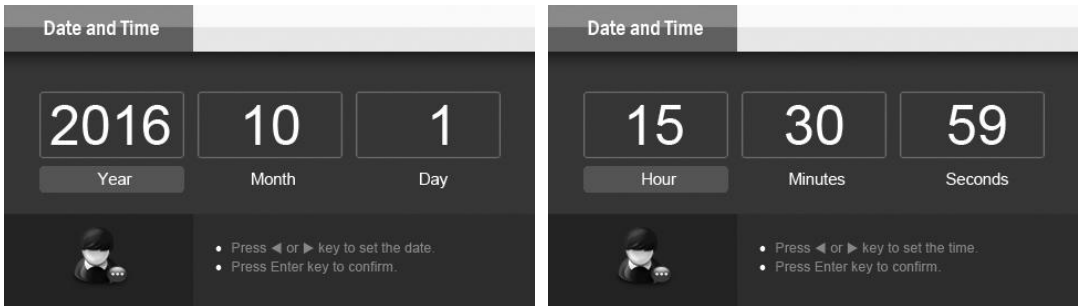 Date and Time
2016 10 1
Year Month Day
• Press ◀ or ▶ key to set the date.
• Press Enter key to confirm.
Date and Time
15 30 59
Hour Minutes Seconds
• Press ◀ or ▶ key to set the time.
• Press Enter key to confirm.